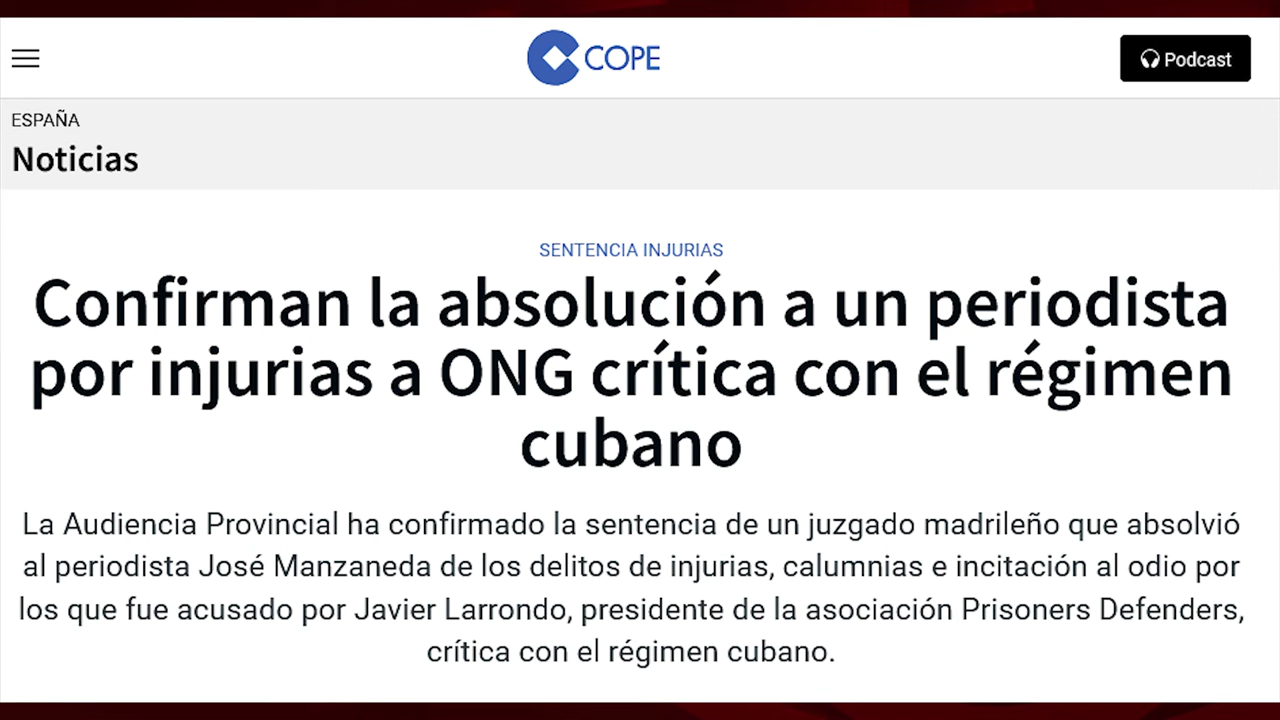 COPE
Podcast
ESPAÑA
Noticias
SENTENCIA INJURIAS
Confirman la absolución a un periodista
por injurias a ONG crítica con el régimen
cubano
La Audiencia Provincial ha confirmado la sentencia de un juzgado madrileño que absolvió
al periodista José Manzaneda de los delitos de injurias, calumnias e incitación al odio por
los que fue acusado por Javier Larrondo, presidente de la asociación Prisoners Defenders,
crítica con el régimen cubano.